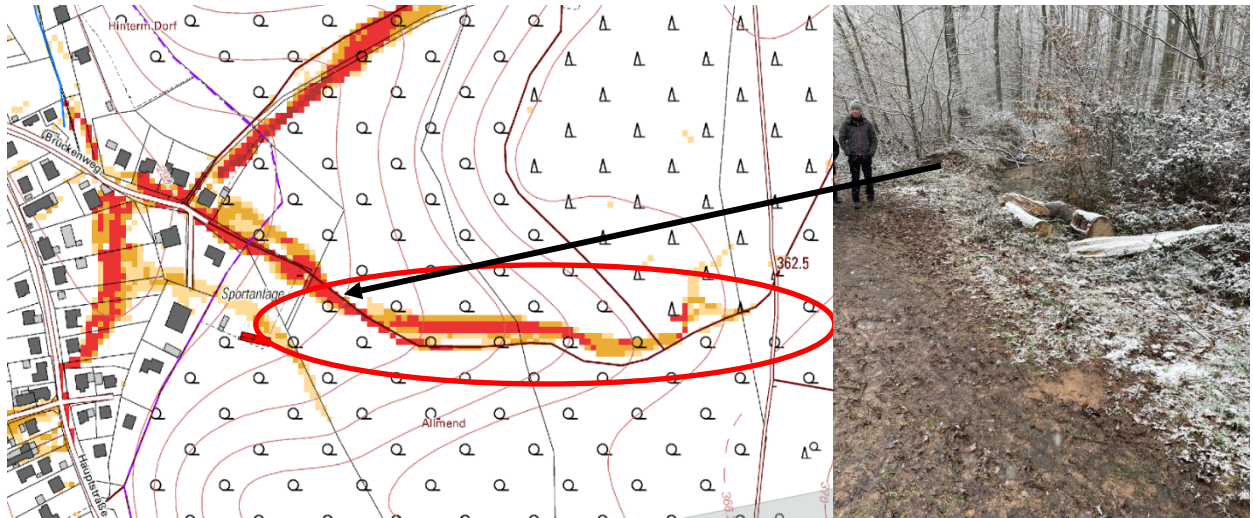 Hinterm Dorf
Brückenweg
362.5
Sportanlage
Allmend
Hauptstraße